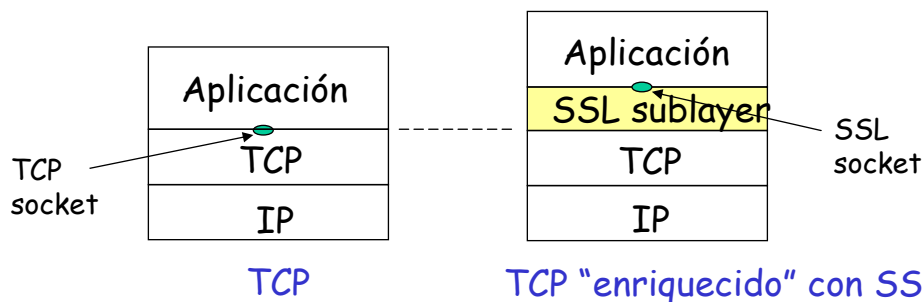 Aplicación
TCP
IP
TCP
socket
TCP
Aplicación
SSL sublayer
TCP
IP
SSL
socket
TCP “enriquecido” con SS